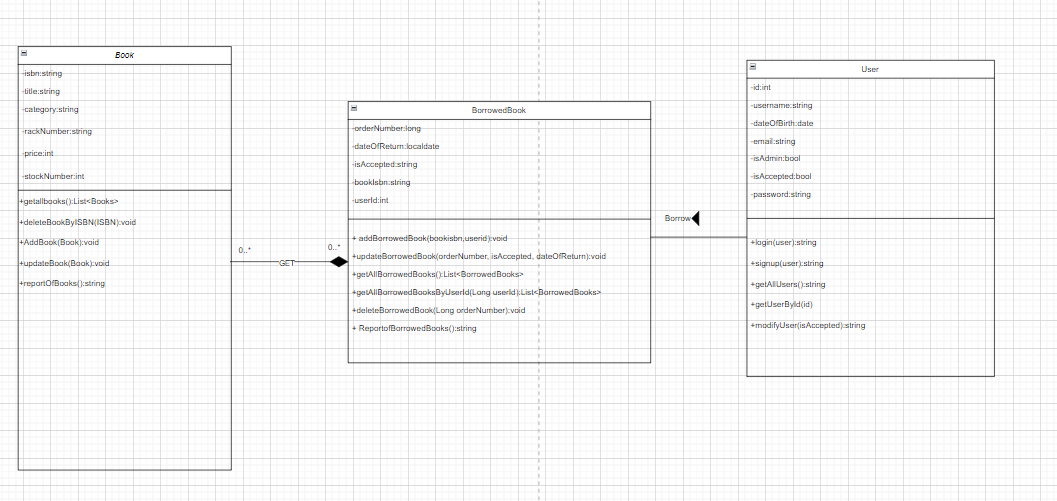 Book
-isbn:string
-title:string
-category:string
-rackNumber:string
-price:int
-stockNumber:int
+getallbooks():List<Books>
+deleteBookByISBN(ISBN):void
+AddBook(Book):void
+updateBook(Book):void
+reportOfBooks():string
0..*
GET
0..*
BorrowedBook
-orderNumber:long
-dateOfReturn:localdate
-isAccepted:string
-bookIsbn:string
-userId:int
+ addBorrowedBook(bookisbn,userid):void
+updateBorrowedBook(orderNumber, isAccepted, dateOfReturn):void
+getAllBorrowedBooks():List<BorrowedBooks>
+getAllBorrowedBooksByUserId(Long userId):List<BorrowedBooks>
+deleteBorrowedBook(Long orderNumber):void
+ ReportofBorrowedBooks():string
Borrow
User
-id:int
-username:string
-dateOfBirth:date
-email:string
-isAdmin:bool
-isAccepted:bool
-password:string
+login(user):string
+signup(user):string
+getAllUsers():string
+getUserById(id)
+modifyUser(isAccepted):string